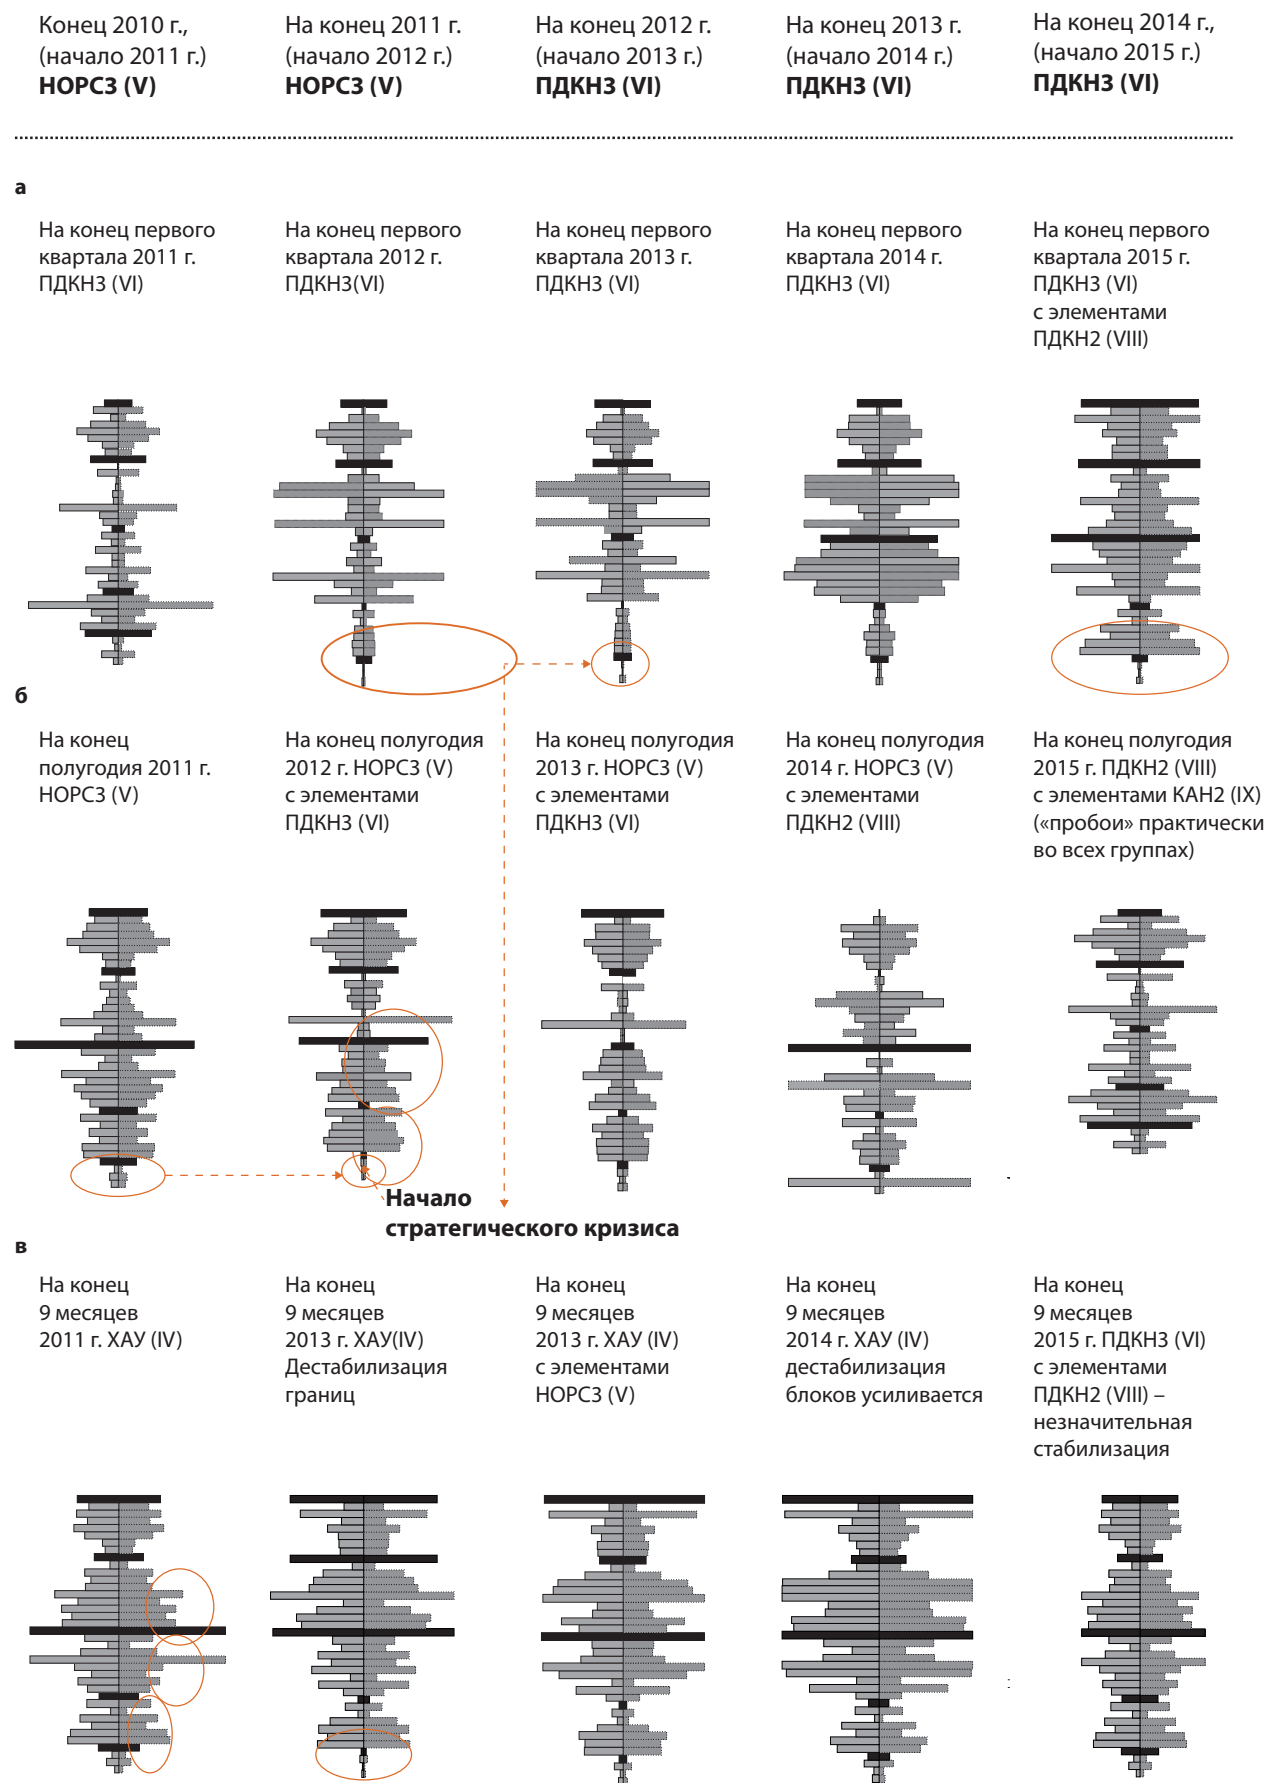 Конец 2010 г.,
(начало 2011 г.)
НОРС3 (V)
На конец 2011 г.
(начало 2012 г.)
НОРС3 (V)
На конец 2012 г.
(начало 2013 г.)
ПДКН3 (VI)
На конец 2013 г.
(начало 2014 г.)
ПДКН3 (VI)
На конец 2014 г.,
(начало 2015 г.)
ПДКН3 (VI)
а
На конец первого
квартала 2011 г.
ПДКН3 (VI)
На конец первого
квартала 2012 г.
ПДКН3(VI)
На конец первого
квартала 2013 г.
ПДКН3 (VI)
На конец первого
квартала 2014 г.
ПДКН3 (VI)
На конец первого
квартала 2015 г.
ПДКН3 (VI)
с элементами
ПДКН2 (VIII)
б
На конец
полугодия 2011 г.
НОРС3 (V)
На конец полугодия
2012 г. НОРС3 (V)
с элементами
ПДКН3 (VI)
На конец полугодия
2013 г. НОРС3 (V)
с элементами
ПДКН3 (VI)
На конец полугодия
2014 г. НОРС3 (V)
с элементами
ПДКН2 (VIII)
На конец полугодия
2015 г. ПДКН2 (VIII)
с элементами КАН2 (IX)
(«пробои» практически
во всех группах)
Начало
стратегического кризиса
в
На конец
9 месяцев
2011 г. ХАУ (IV)
На конец
9 месяцев
2013 г. ХАУ(IV)
Дестабилизация
границ
На конец
9 месяцев
2013 г. ХАУ (IV)
с элементами
НОРС3 (V)
На конец
9 месяцев
2014 г. ХАУ (IV)
дестабилизация
блоков усиливается
На конец
9 месяцев
2015 г. ПДКН3 (VI)
с элементами
ПДКН2 (VIII) –
незначительная
стабилизация